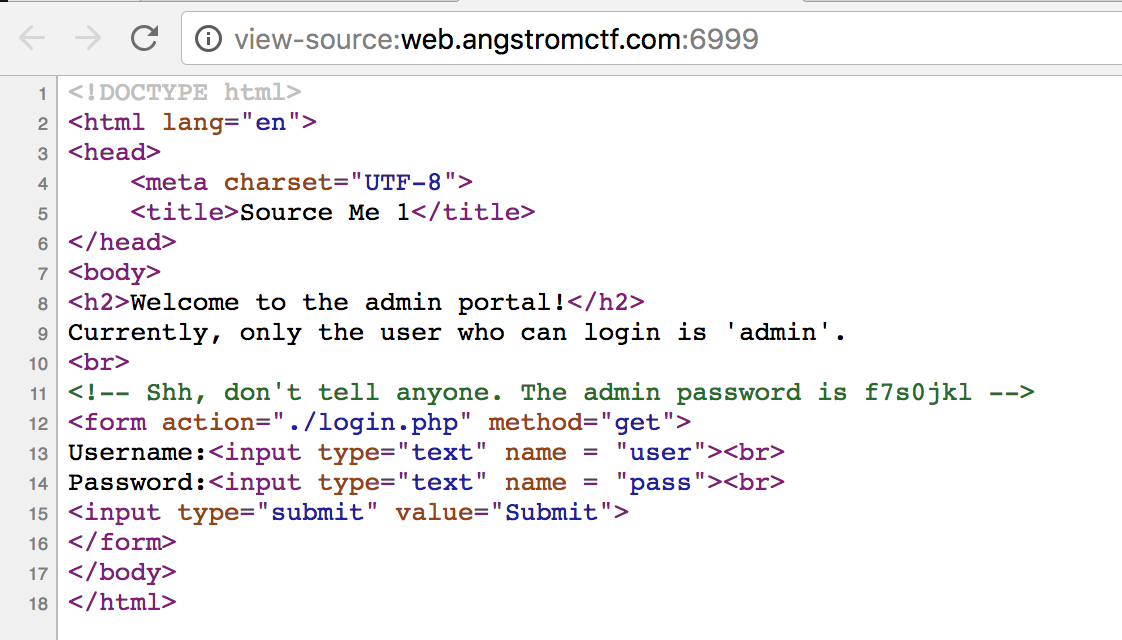 view-source:web.angstromctf.com:6999
1 <!DOCTYPE html>
2 <html lang="en">
3 <head>
4     <meta charset="UTF-8">
5     <title>Source Me 1</title>
6 </head>
7 <body>
8 <h2>Welcome to the admin portal!</h2>
9 Currently, only the user who can login is 'admin'.
10 <br>
11 <!-- Shh, don't tell anyone. The admin password is f7s0jkl -->
12 <form action="./login.php" method="get">
13 Username:<input type="text" name = "user"><br>
14 Password:<input type="text" name = "pass"><br>
15 <input type="submit" value="Submit">
16 </form>
17 </body>
18 </html>